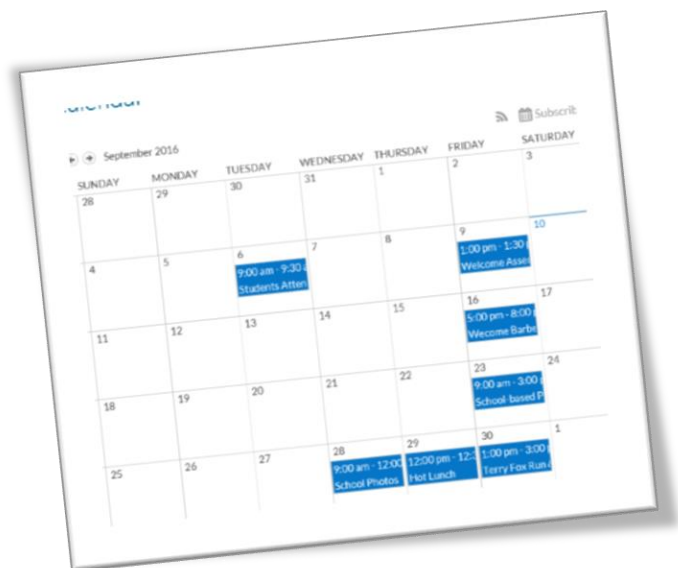 September 2016
Subscrib
SUNDAY MONDAY TUESDAY WEDNESDAY THURSDAY FRIDAY SATURDAY
28 29 30 31 1 2 3
4 5 6 7 8 9 10
9:00 am - 9:30 a 1:00 pm - 1:30 p
Students Atten Welcome Asse
11 12 13 14 15 16 17
5:00 pm - 8:00 p
Wecome Barbe
18 19 20 21 22 23 24
9:00 am - 3:00 p
School-based P
25 26 27 28 29 30 1
9:00 am - 12:00 12:00 pm - 12:3 1:00 pm - 3:00 p
School Photos Hot Lunch Terry Fox Run